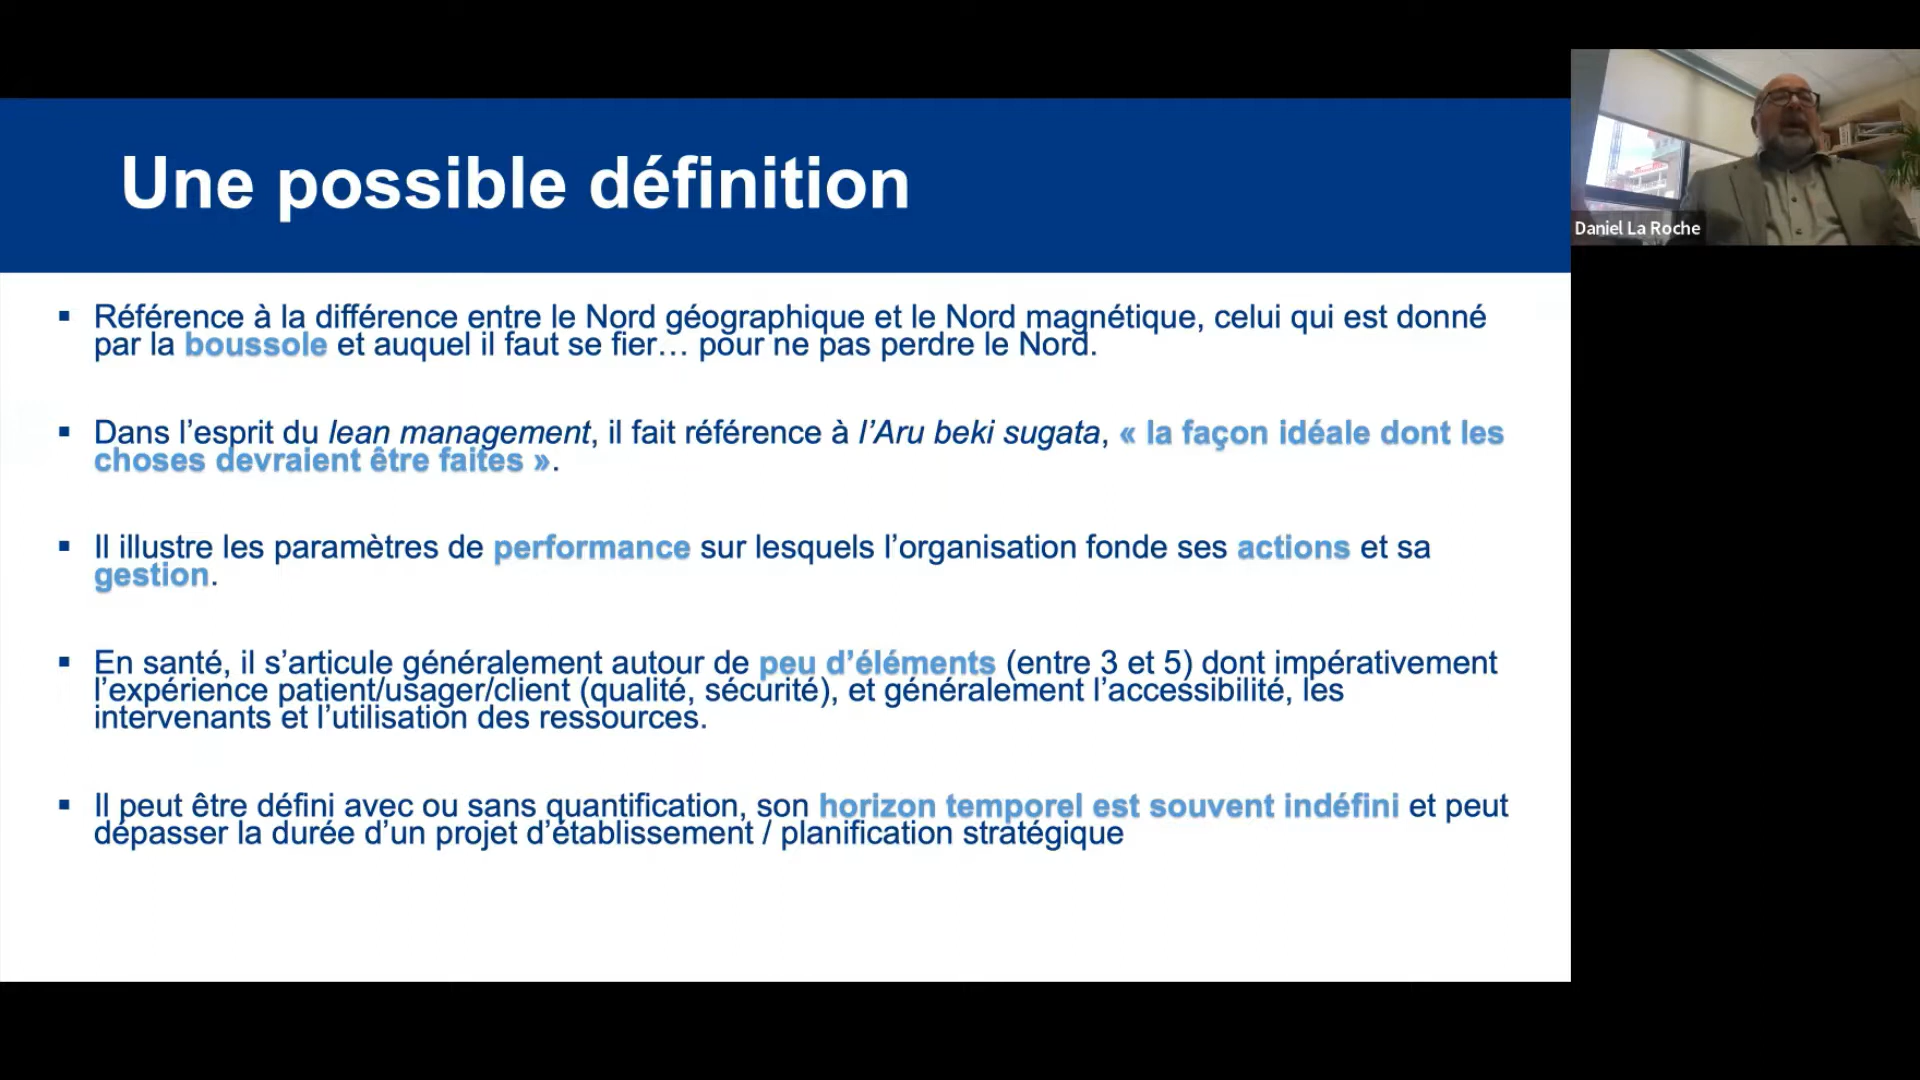 Une possible définition
Daniel La Roche
▪ Référence à la différence entre le Nord géographique et le Nord magnétique, celui qui est donné
par la boussole et auquel il faut se fier… pour ne pas perdre le Nord.
▪ Dans l’esprit du lean management, il fait référence à l’Aru beki sugata, « la façon idéale dont les
choses devraient être faites ».
▪ Il illustre les paramètres de performance sur lesquels l’organisation fonde ses actions et sa
gestion.
▪ En santé, il s’articule généralement autour de peu d’éléments (entre 3 et 5) dont impérativement
l’expérience patient/usager/client (qualité, sécurité), et généralement l’accessibilité, les
intervenants et l’utilisation des ressources.
▪ Il peut être défini avec ou sans quantification, son horizon temporel est souvent indéfini et peut
dépasser la durée d’un projet d’établissement / planification stratégique